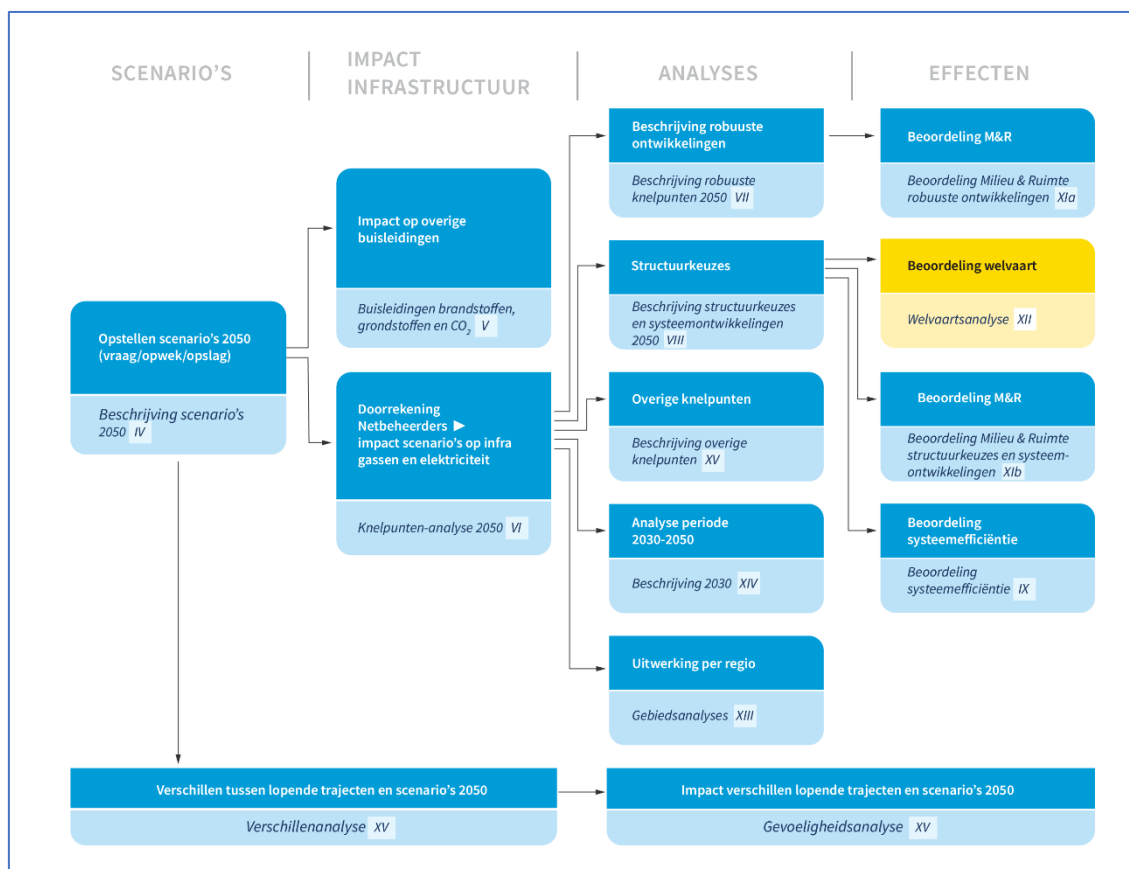 SCENARIO'S
IMPACT
INFRASTRUCTUUR
ANALYSES
EFFECTEN
Opstellen scenario's 2050
(vraag/opwek/opslag)
Beschrijving scenario's
2050 IV
Impact op overige
buisleidingen
Buisleidingen brandstoffen,
grondstoffen en CO₂ V
Doorrekening
Netbeheerders ▶
impact scenario's op infra
gassen en elektriciteit
Knelpunten-analyse 2050 VI
Beschrijving robuuste
ontwikkelingen
Beschrijving robuuste
knelpunten 2050 VII
Structuurkeuzes
Beschrijving structuurkeuzes
en systeemontwikkelingen
2050 VIII
Overige knelpunten
Beschrijving overige
knelpunten XV
Analyse periode
2030-2050
Beschrijving 2030 XIV
Uitwerking per regio
Gebiedsanalyses XIII
Beoordeling M&R
Beoordeling Milieu & Ruimte
robuuste ontwikkelingen XIa
Beoordeling welvaart
Welvaartsanalyse XII
Beoordeling M&R
Beoordeling Milieu & Ruimte
structuurkeuzes en systeem-
ontwikkelingen XIb
Beoordeling
systeemefficiëntie
Beoordeling
systeemefficiëntie IX
Verschillen tussen lopende trajecten en scenario's 2050
Verschillenanalyse XV
Impact verschillen lopende trajecten en scenario's 2050
Gevoeligheidsanalyse XV